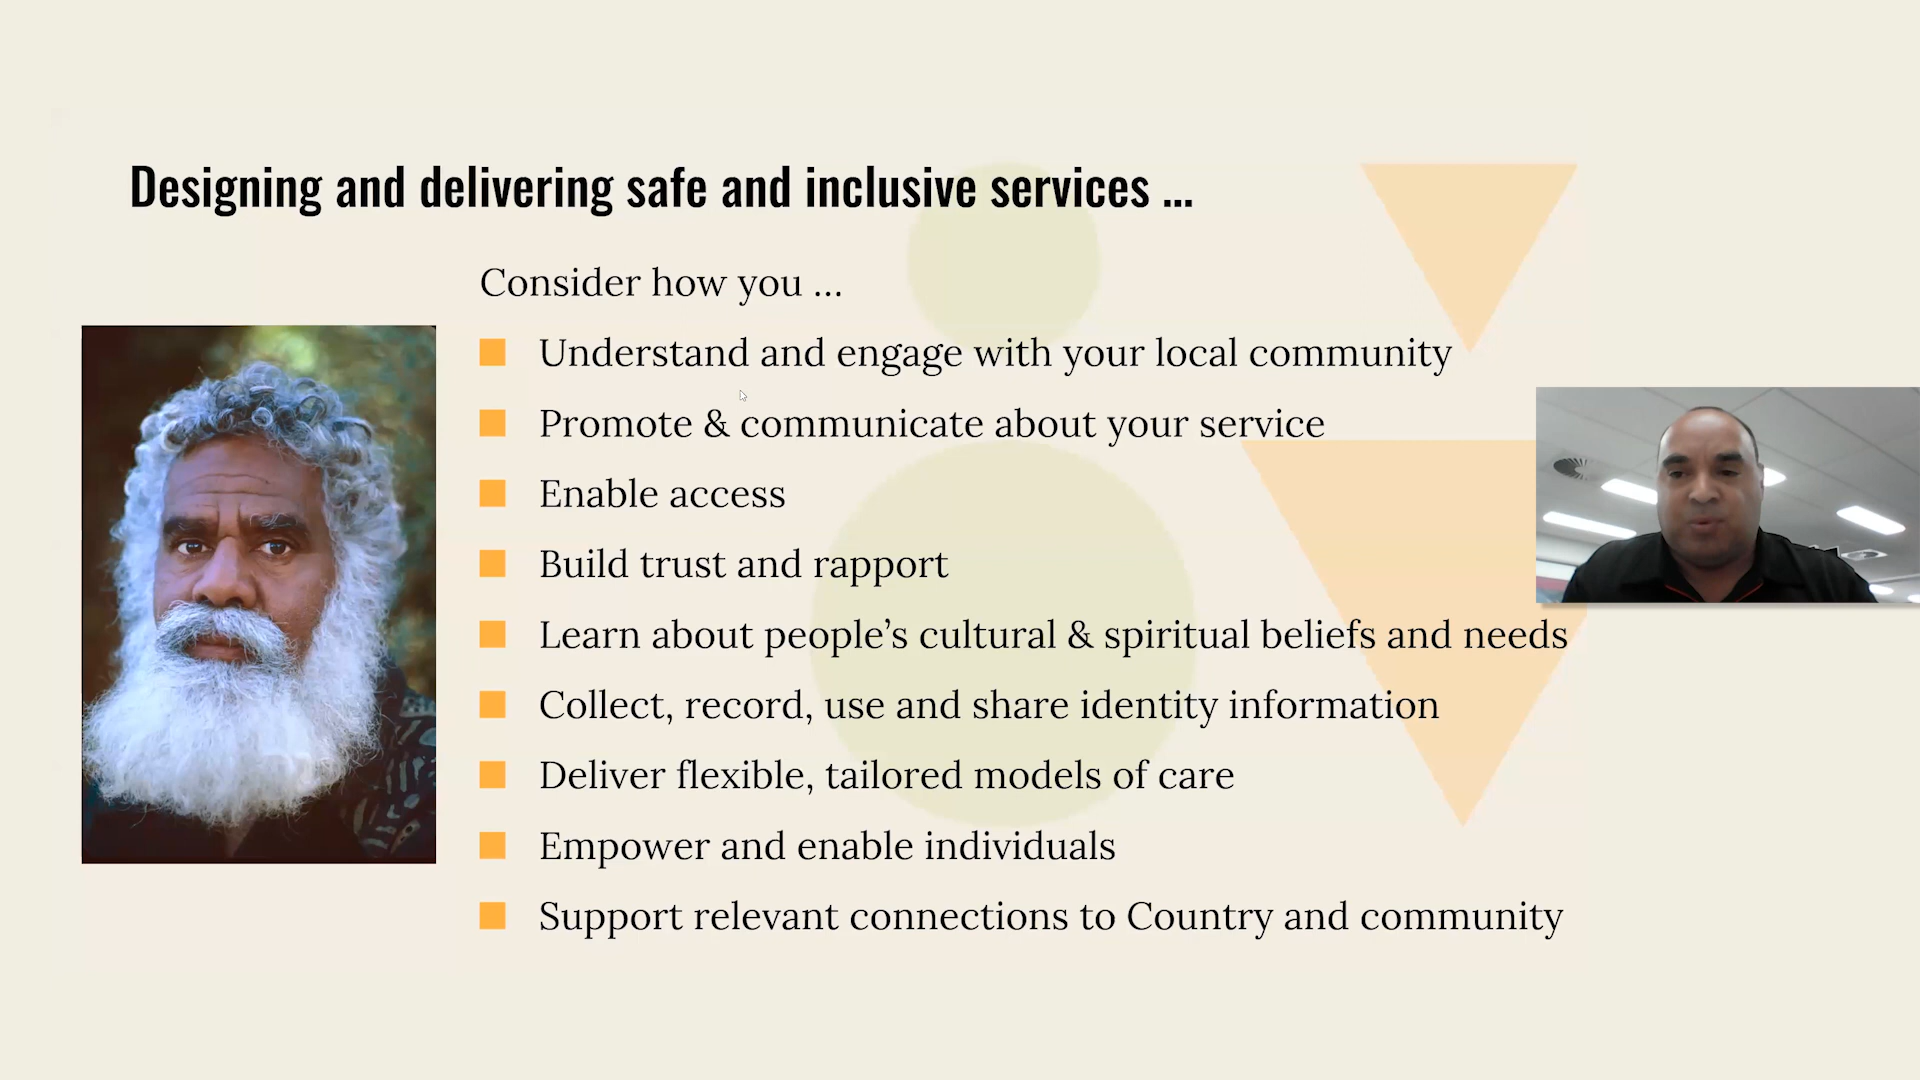 Designing and delivering safe and inclusive services ...
Consider how you ...
Understand and engage with your local community
Promote & communicate about your service
Enable access
Build trust and rapport
Learn about people’s cultural & spiritual beliefs and needs
Collect, record, use and share identity information
Deliver flexible, tailored models of care
Empower and enable individuals
Support relevant connections to Country and community